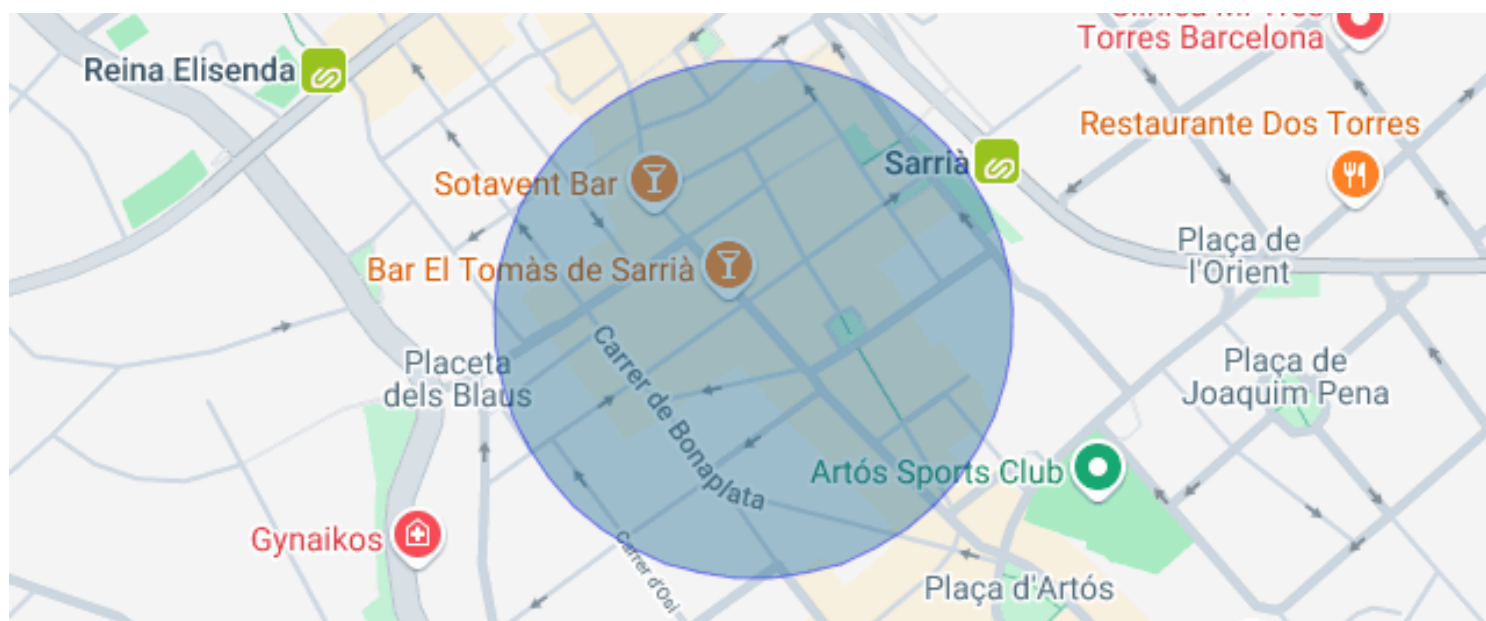 Torres Barcelona
Reina Elisenda
Restaurante Dos Torres
Sarrià
Sotavent Bar
Plaça de
l'Orient
Bar El Tomàs de Sarrià
Placeta
dels Blaus
Carrer de Bonaplata
Plaça de
Joaquim Pena
Artós Sports Club
Gynaikos
Carrer d'Osi
Plaça d'Artós